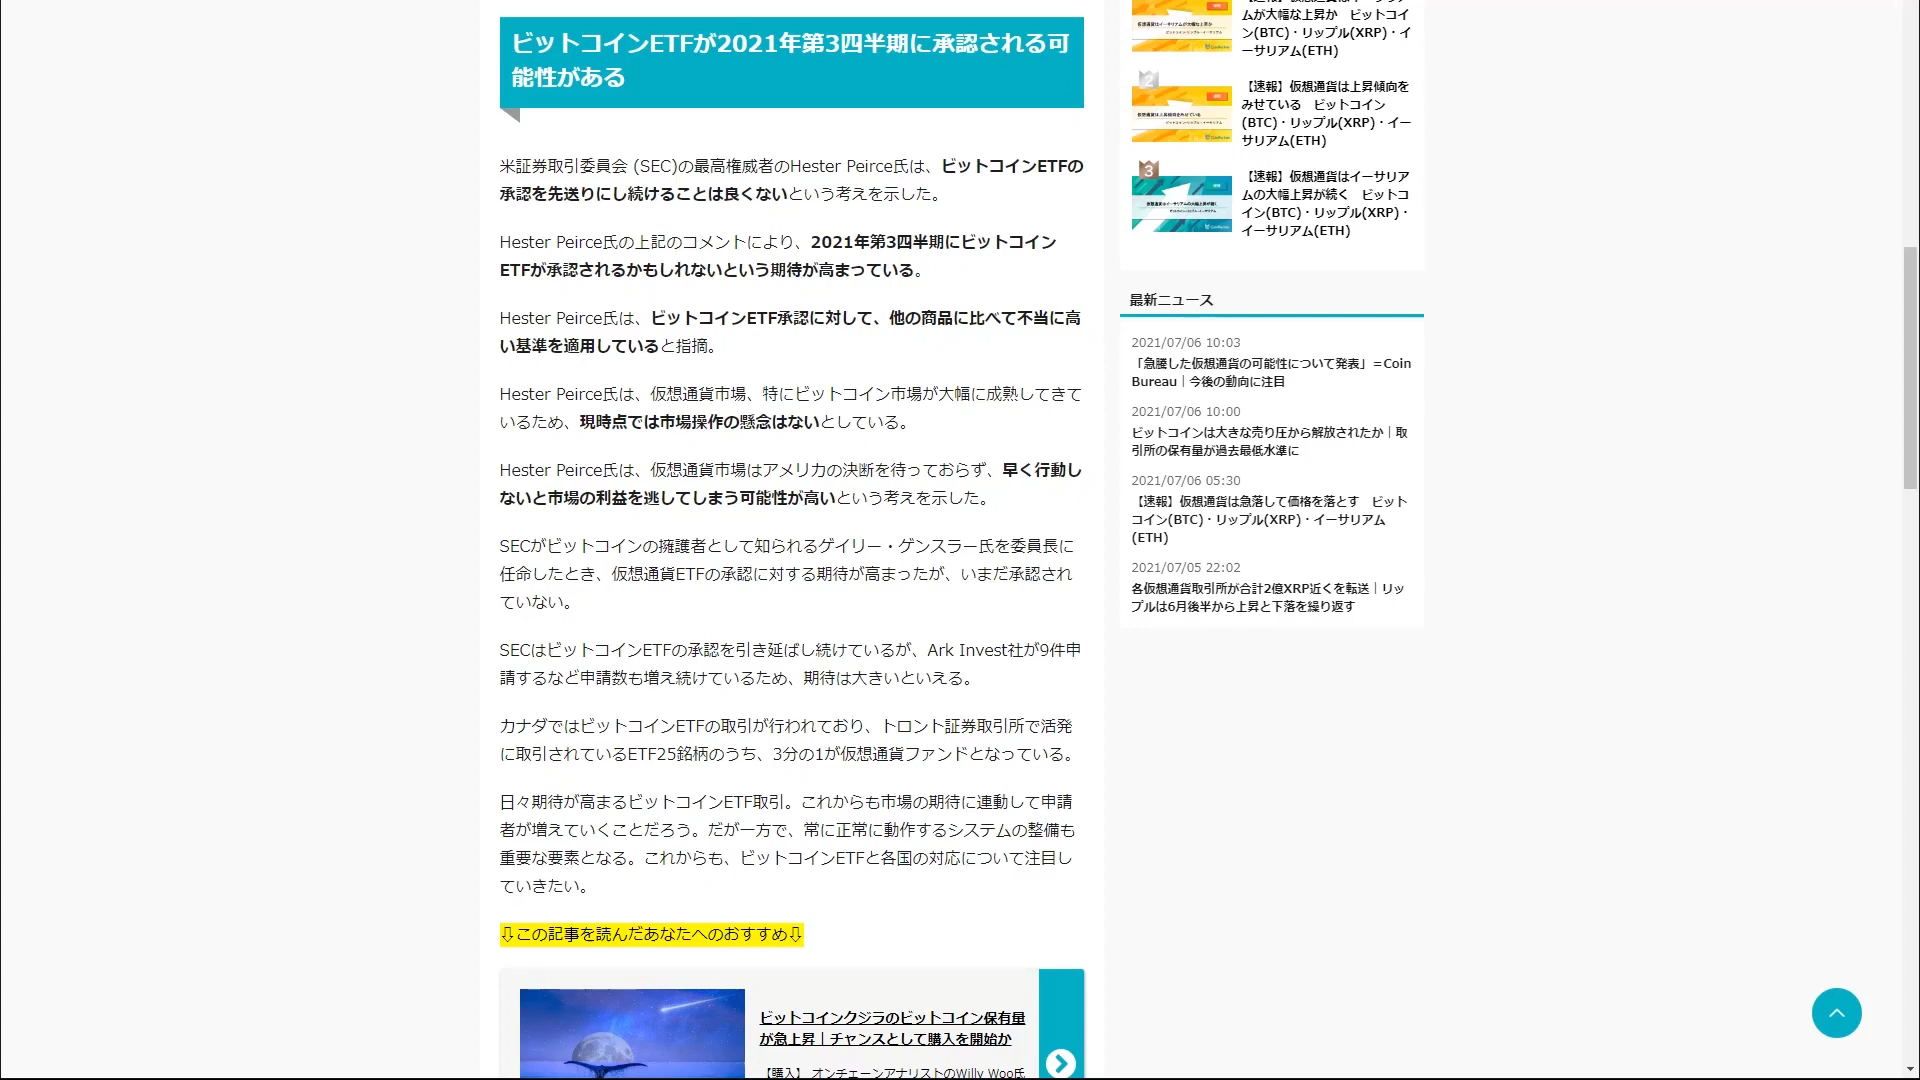 ビットコインETFが2021年第3四半期に承認される可
能性がある
米証券取引委員会 (SEC)の最高権威者のHester Peirce氏は、ビットコインETFの
承認を先送りにし続けることは良くないという考えを示した。
Hester Peirce氏の上記のコメントにより、2021年第3四半期にビットコイン
ETFが承認されるかもしれないという期待が高まっている。
Hester Peirce氏は、ビットコインETF承認に対して、他の商品に比べて不当に高
い基準を適用していると指摘。
Hester Peirce氏は、仮想通貨市場、特にビットコイン市場が大幅に成熟してきて
いるため、現時点では市場操作の懸念はないとしている。
Hester Peirce氏は、仮想通貨市場はアメリカの決断を待っておらず、早く行動し
ないと市場の利益を逃してしまう可能性が高いという考えを示した。
SECがビットコインの擁護者として知られるゲイリー・ゲンスラー氏を委員長に
任命したとき、仮想通貨ETFの承認に対する期待が高まったが、いまだ承認され
ていない。
SECはビットコインETFの承認を引き延ばし続けているが、Ark Invest社が9件申
請するなど申請数も増え続けているため、期待は大きいといえる。
カナダではビットコインETFの取引が行われており、トロント証券取引所で活発
に取引されているETF25銘柄のうち、3分の1が仮想通貨ファンドとなっている。
日々期待が高まるビットコインETF取引。これからも市場の期待に連動して申請
者が増えていくことだろう。だが一方で、常に正常に動作するシステムの整備も
重要な要素となる。これからも、ビットコインETFと各国の対応について注目し
ていきたい。
⇩この記事を読んだあなたへのおすすめ⇩
ビットコインクジラのビットコイン保有量
が急上昇｜チャンスとして購入を開始か
【購入】 オンチェーンアナリストのWilly Woo氏
ムが大幅な上昇か　ビットコイ
ン(BTC)・リップル(XRP)・イ
ーサリアム(ETH)
2
【速報】仮想通貨は上昇傾向を
みせている　ビットコイン
(BTC)・リップル(XRP)・イー
サリアム(ETH)
3
【速報】仮想通貨はイーサリア
ムの大幅上昇が続く　ビットコ
イン(BTC)・リップル(XRP)・
イーサリアム(ETH)
最新ニュース
2021/07/06 10:03
「急騰した仮想通貨の可能性について発表」＝Coin
Bureau｜今後の動向に注目
2021/07/06 10:00
ビットコインは大きな売り圧から解放されたか｜取
引所の保有量が過去最低水準に
2021/07/06 05:30
【速報】仮想通貨は急落して価格を落とす　ビット
コイン(BTC)・リップル(XRP)・イーサリアム
(ETH)
2021/07/05 22:02
各仮想通貨取引所が合計2億XRP近くを転送｜リッ
プルは6月後半から上昇と下落を繰り返す